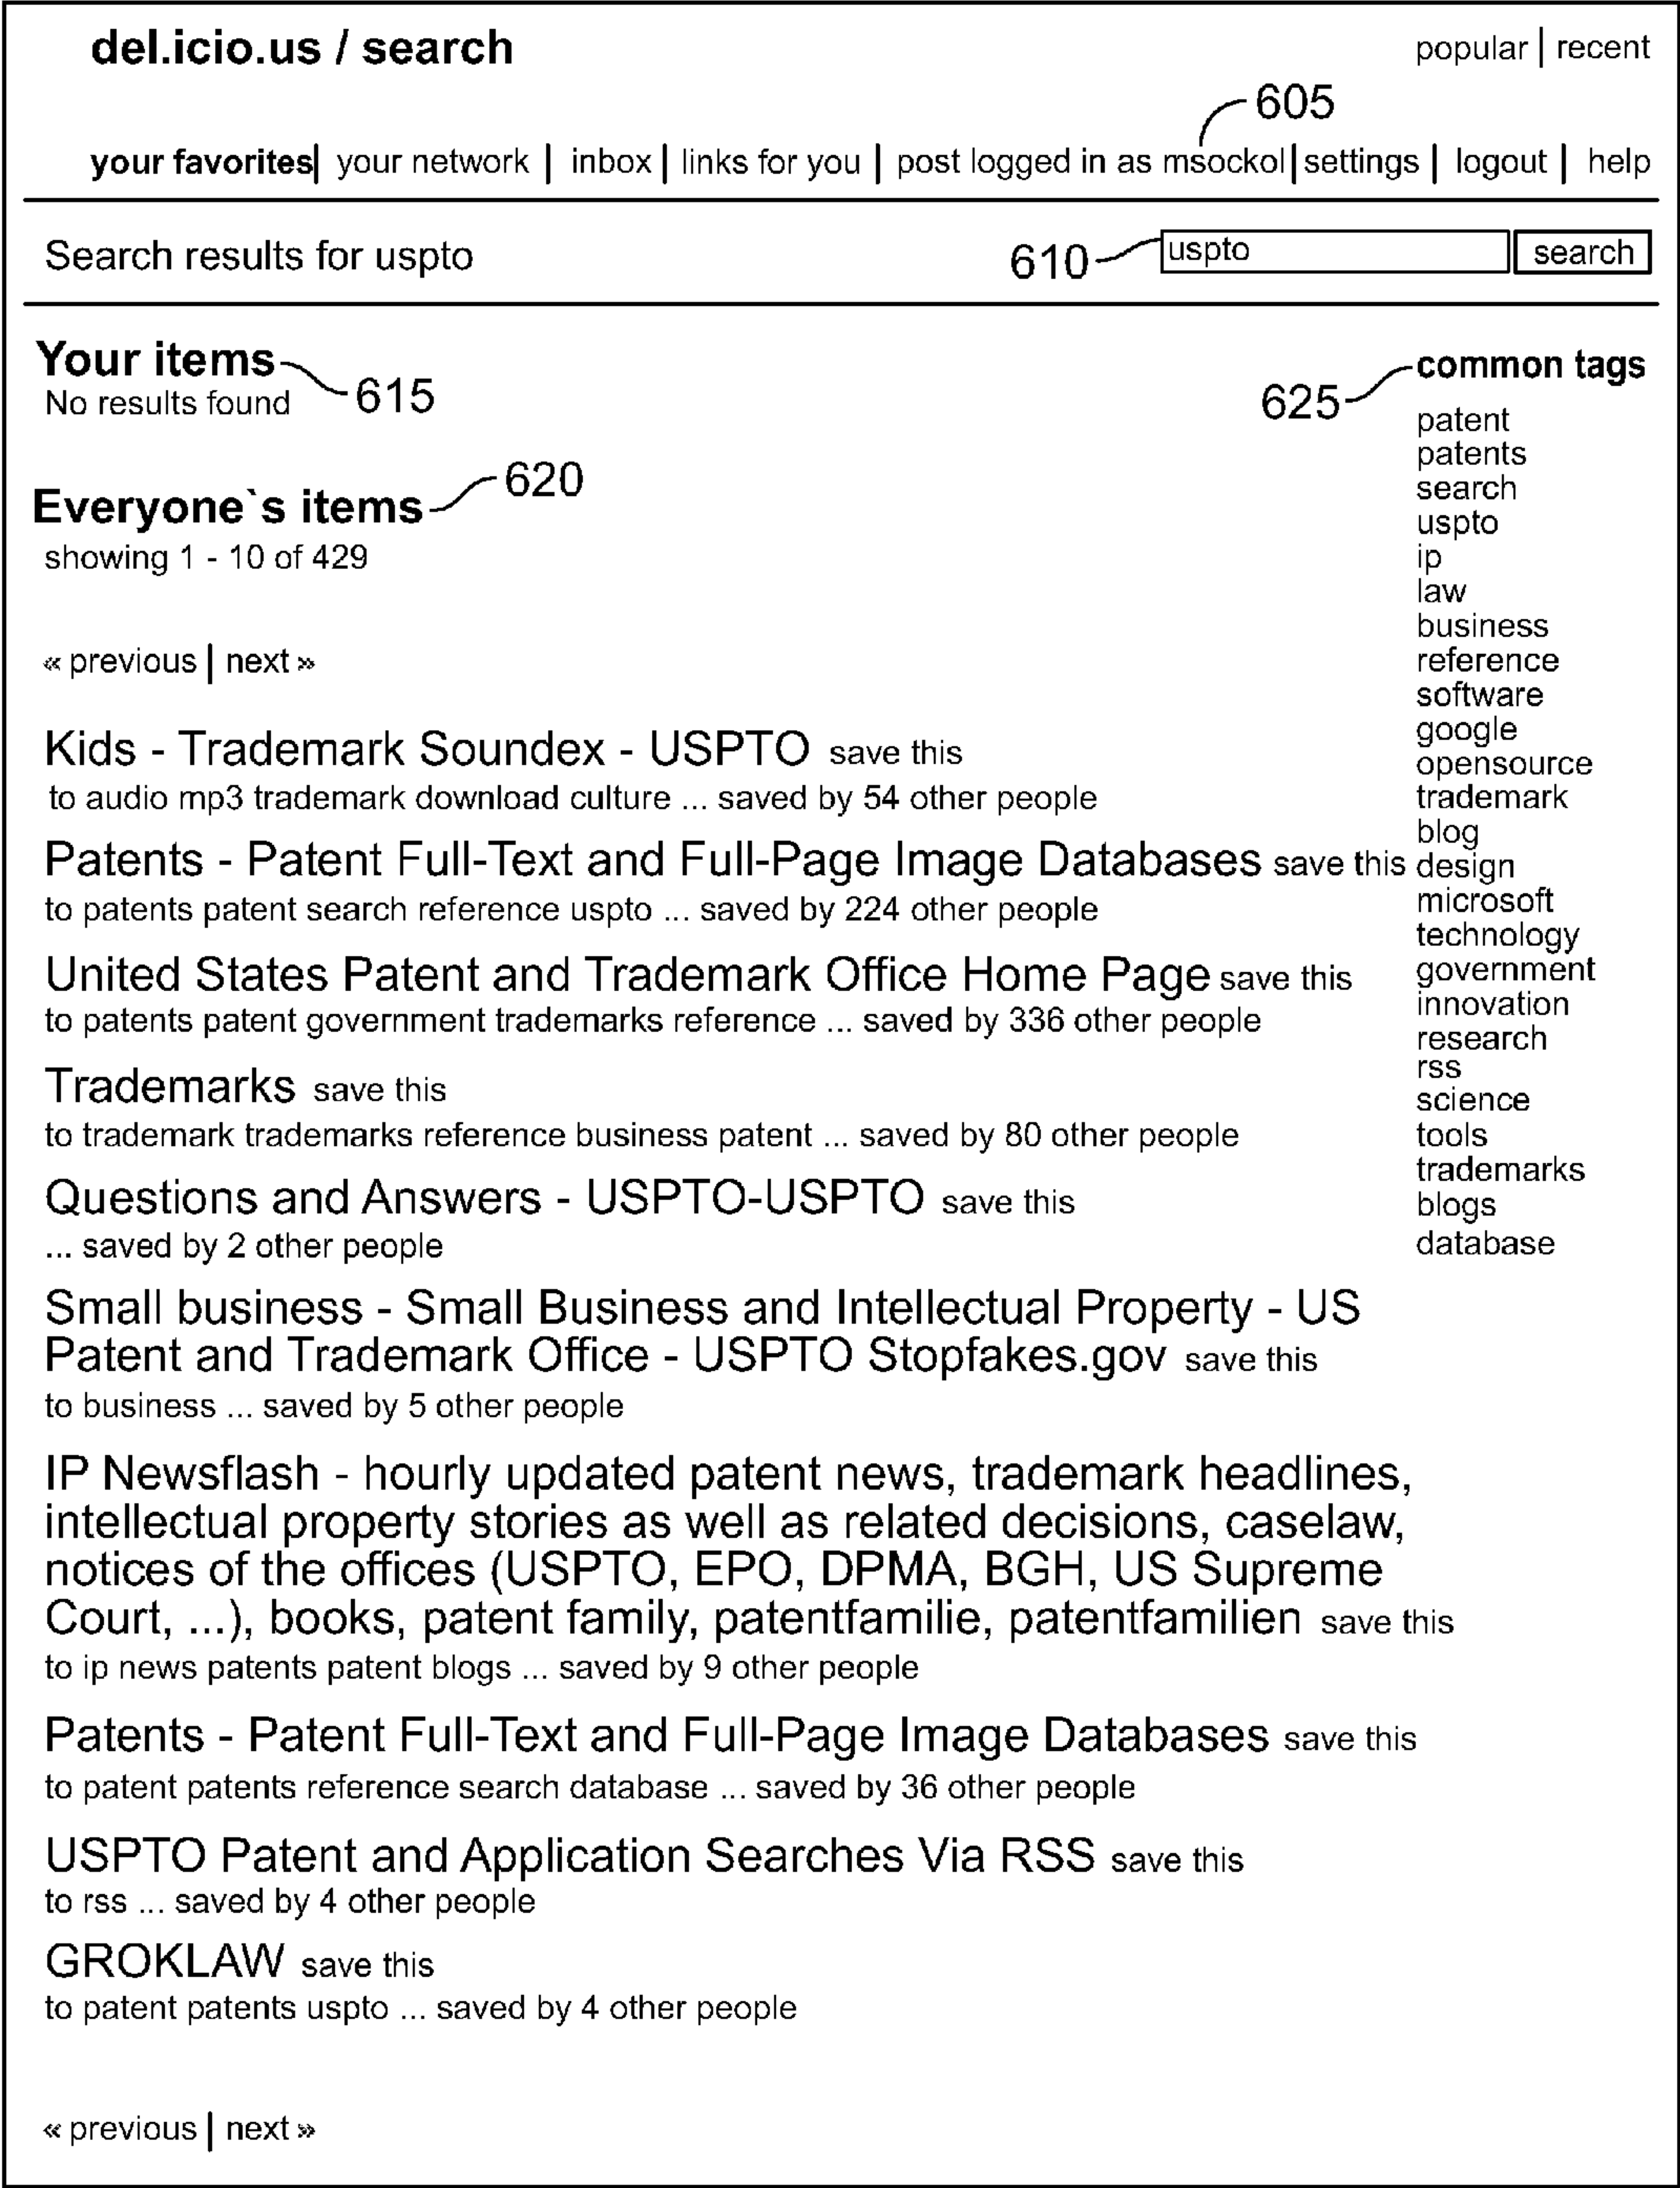 del.icio.us / search
popular | recent
605
your favorites| your network | inbox | links for you | post logged in as msockol|settings | logout | help
Search results for uspto
610
uspto
search
Your items
No results found
615
Everyone`s items
620
showing 1 - 10 of 429
« previous | next »
Kids - Trademark Soundex - USPTO save this
to audio mp3 trademark download culture ... saved by 54 other people
Patents - Patent Full-Text and Full-Page Image Databases save this
to patents patent search reference uspto ... saved by 224 other people
United States Patent and Trademark Office Home Page save this
to patents patent government trademarks reference ... saved by 336 other people
Trademarks save this
to trademark trademarks reference business patent ... saved by 80 other people
Questions and Answers - USPTO-USPTO save this
... saved by 2 other people
Small business - Small Business and Intellectual Property - US
Patent and Trademark Office - USPTO Stopfakes.gov save this
to business ... saved by 5 other people
IP Newsflash - hourly updated patent news, trademark headlines,
intellectual property stories as well as related decisions, caselaw,
notices of the offices (USPTO, EPO, DPMA, BGH, US Supreme
Court, ...), books, patent family, patentfamilie, patentfamilien save this
to ip news patents patent blogs ... saved by 9 other people
Patents - Patent Full-Text and Full-Page Image Databases save this
to patent patents reference search database ... saved by 36 other people
USPTO Patent and Application Searches Via RSS save this
to rss ... saved by 4 other people
GROKLAW save this
to patent patents uspto ... saved by 4 other people
« previous | next »
625
common tags
patent
patents
search
uspto
ip
law
business
reference
software
google
opensource
trademark
blog
design
microsoft
technology
government
innovation
research
rss
science
tools
trademarks
blogs
database